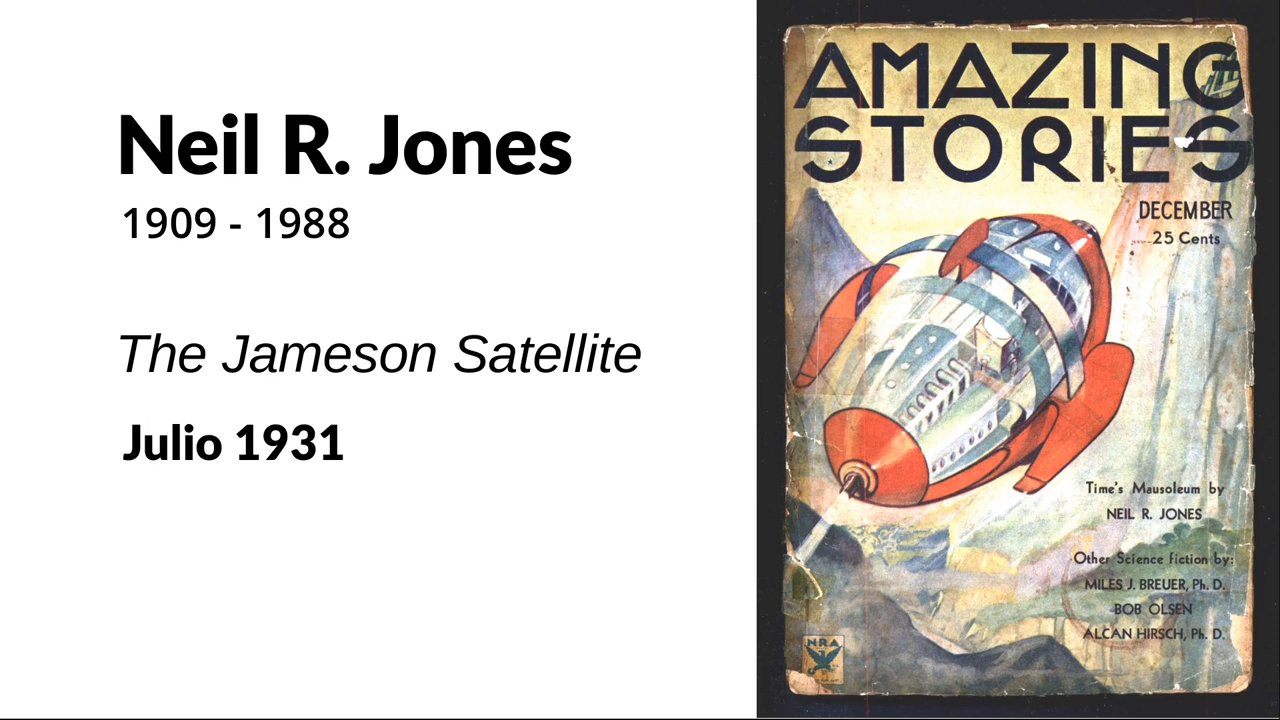 Neil R. Jones
1909 - 1988
The Jameson Satellite
Julio 1931
AMAZING
STORIES
DECEMBER
25 Cents
Time's Mausoleum by
NEIL R. JONES
Other Science fiction by:
MILES J. BREUER, Ph. D.
BOB OLSEN
ALCAN HIRSCH, Ph. D.
NRA